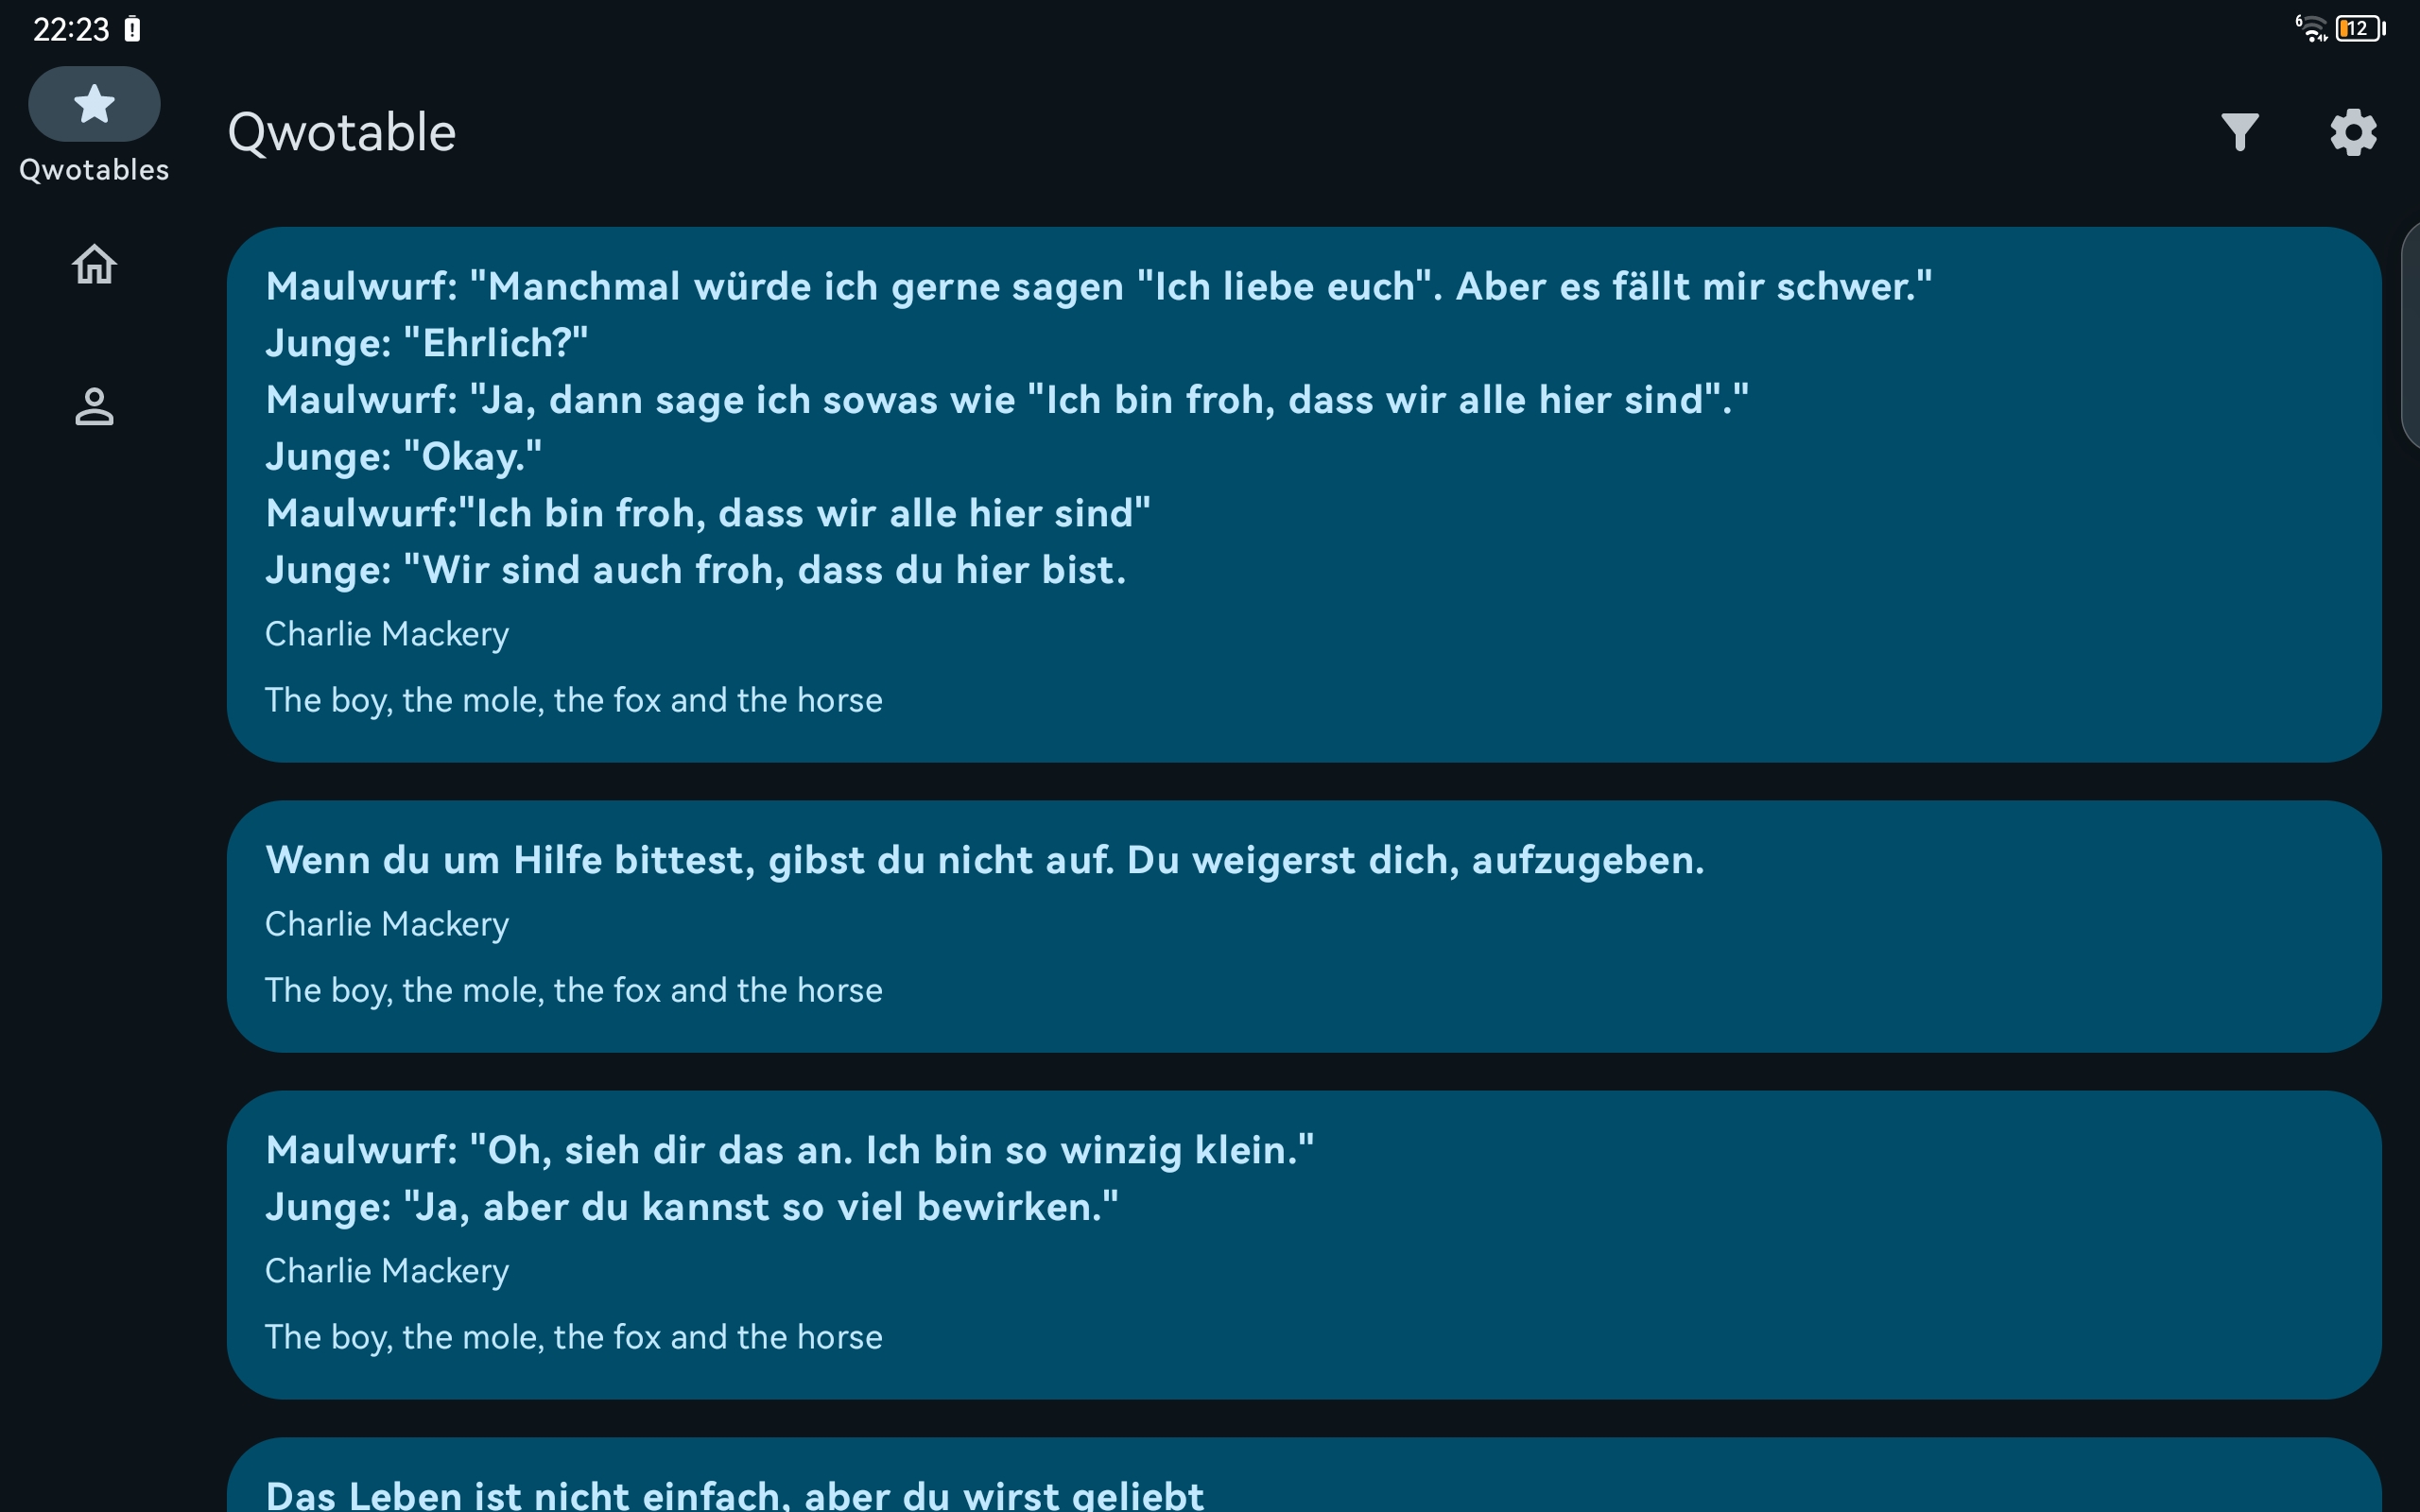 22:23
6
12
Qwotables
Qwotable
Maulwurf: "Manchmal würde ich gerne sagen "Ich liebe euch". Aber es fällt mir schwer."
Junge: "Ehrlich?"
Maulwurf: "Ja, dann sage ich sowas wie "Ich bin froh, dass wir alle hier sind"."
Junge: "Okay."
Maulwurf:"Ich bin froh, dass wir alle hier sind"
Junge: "Wir sind auch froh, dass du hier bist.
Charlie Mackery
The boy, the mole, the fox and the horse
Wenn du um Hilfe bittest, gibst du nicht auf. Du weigerst dich, aufzugeben.
Charlie Mackery
The boy, the mole, the fox and the horse
Maulwurf: "Oh, sieh dir das an. Ich bin so winzig klein."
Junge: "Ja, aber du kannst so viel bewirken."
Charlie Mackery
The boy, the mole, the fox and the horse
Das Leben ist nicht einfach, aber du wirst geliebt